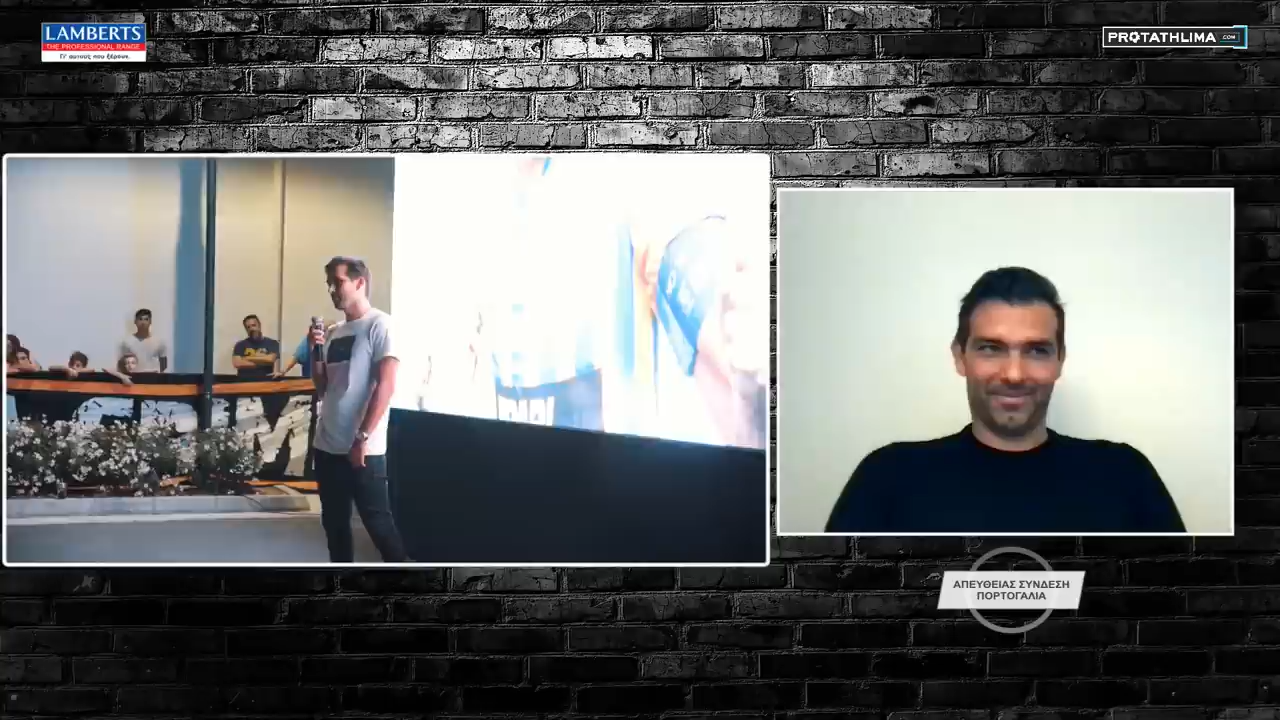 LAMBERTS
THE PROFESSIONAL RANGE
Γι' αυτούς που ξέρουν.
PROTATHLIMA.COM
ΑΠΕΥΘΕΙΑΣ ΣΥΝΔΕΣΗ
ΠΟΡΤΟΓΑΛΙΑ